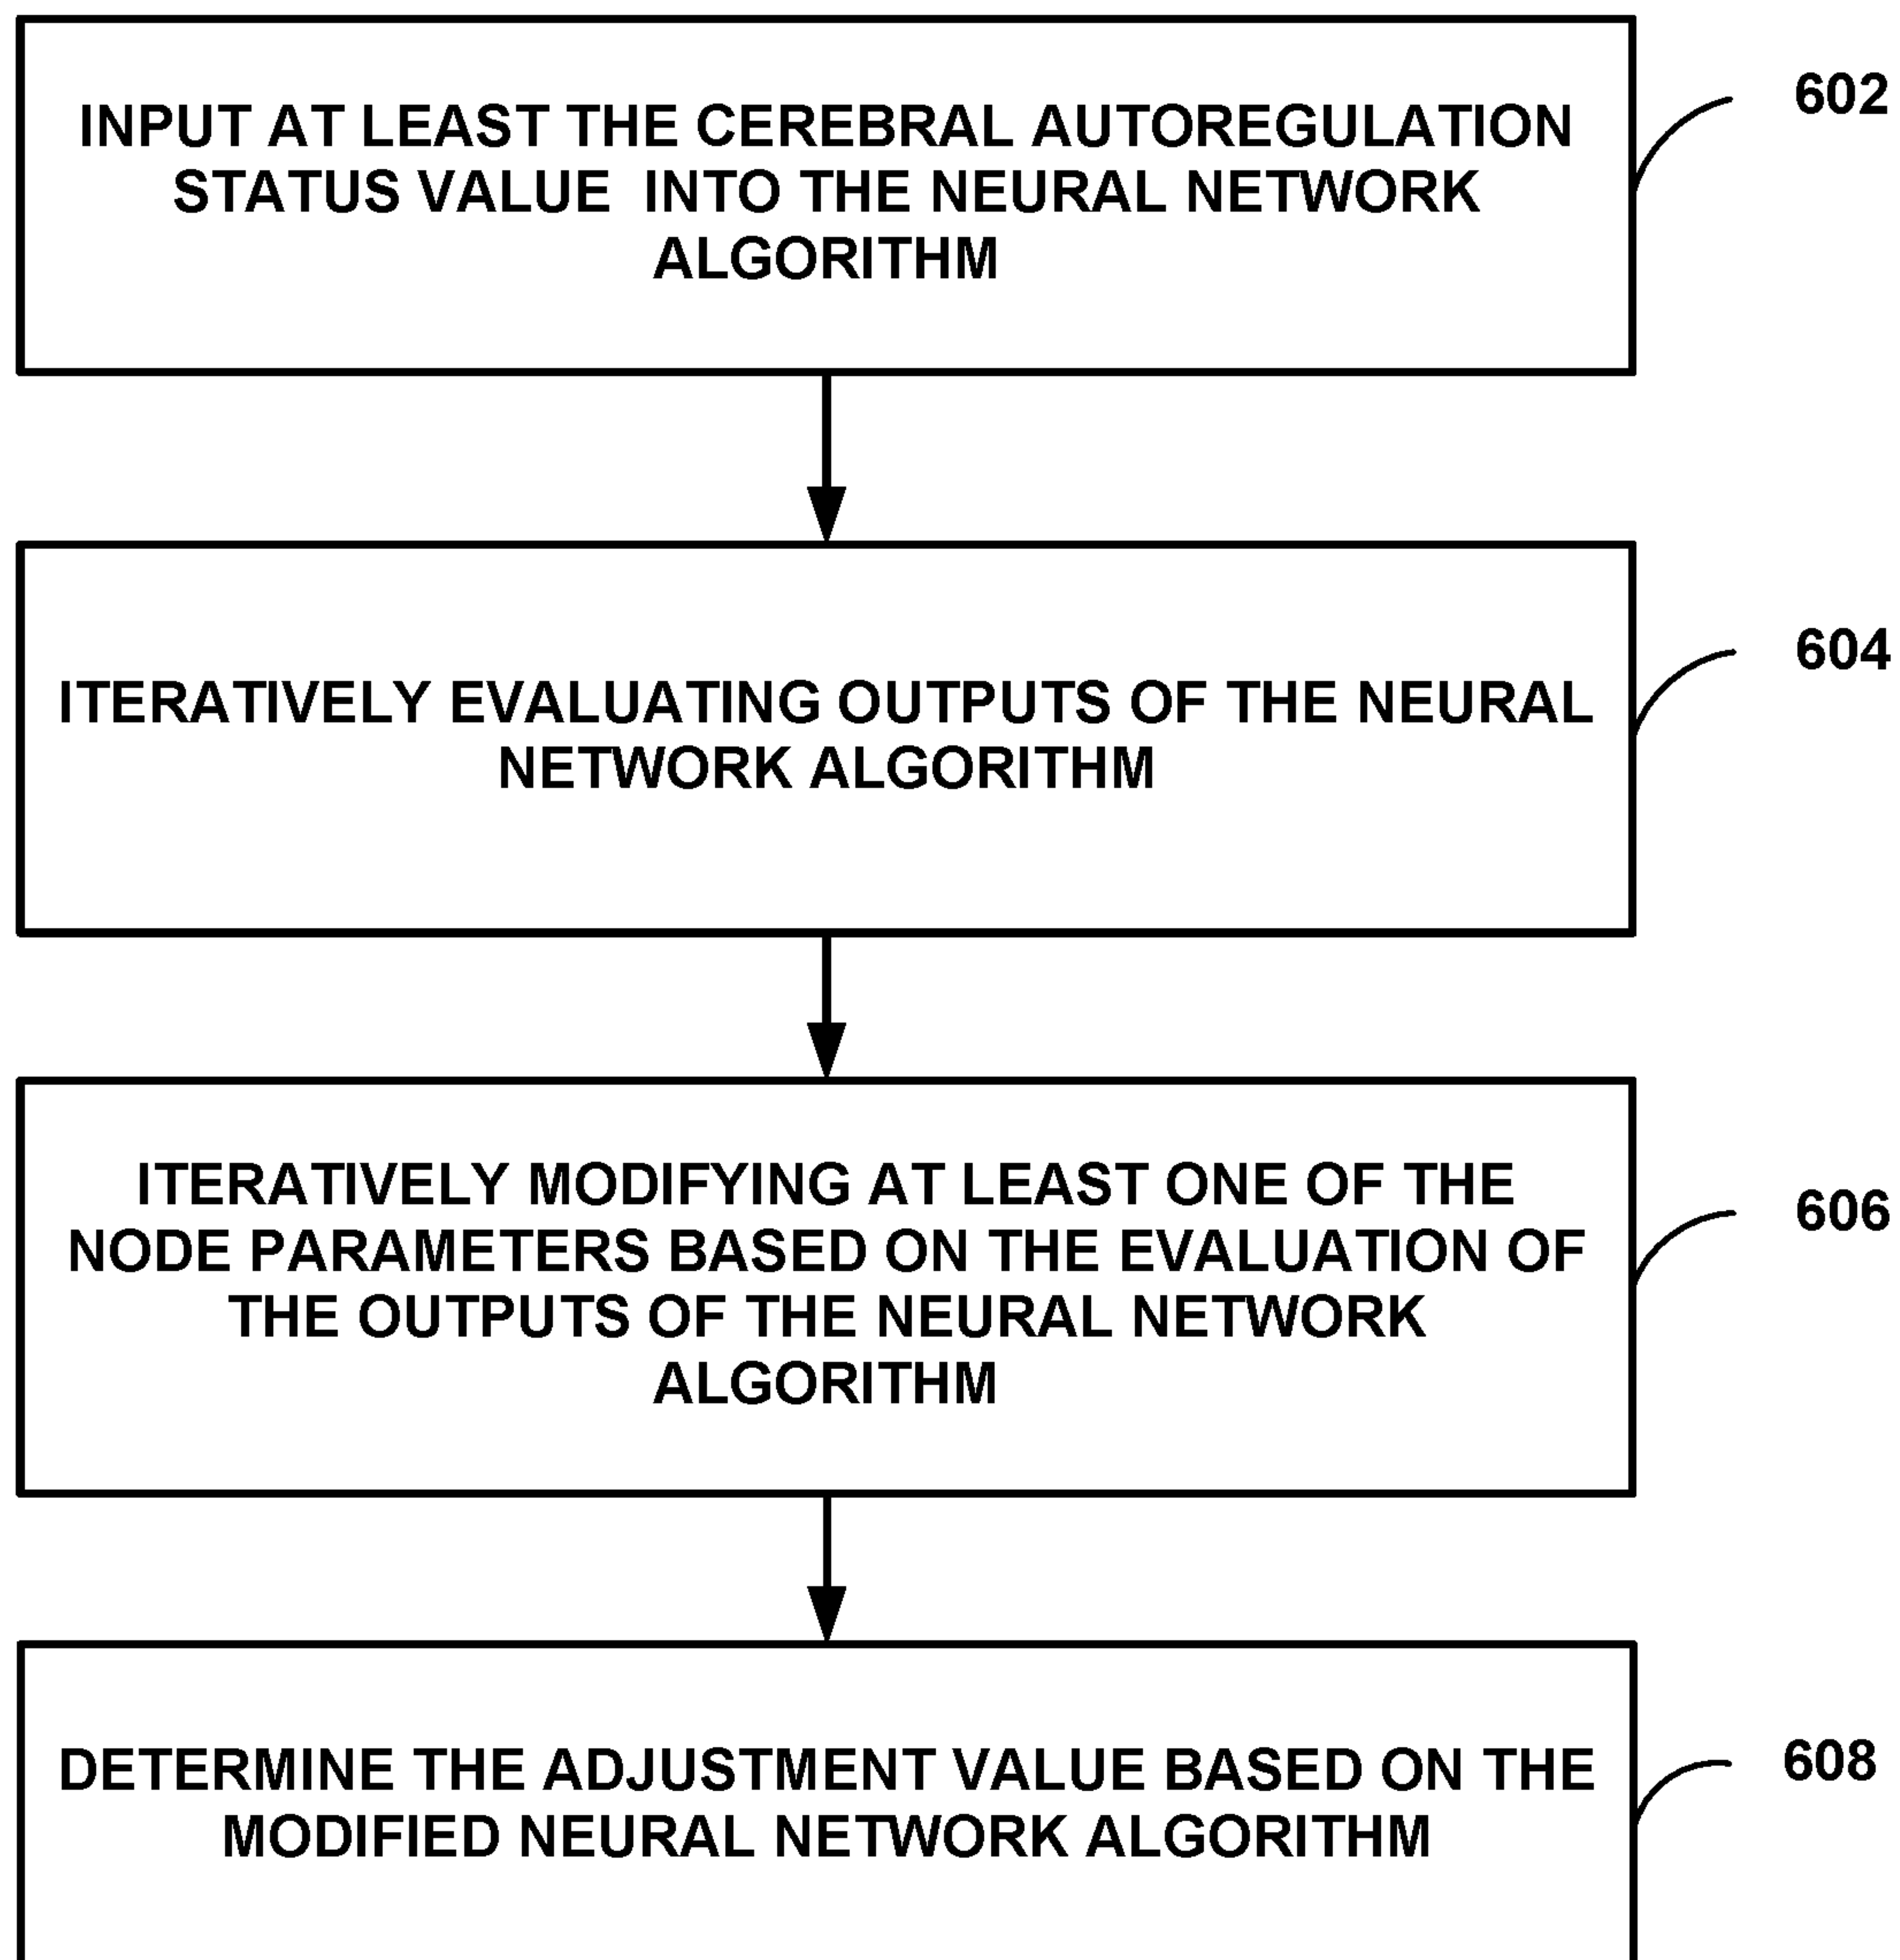 INPUT AT LEAST THE CEREBRAL AUTOREGULATION
STATUS VALUE INTO THE NEURAL NETWORK
ALGORITHM
602
ITERATIVELY EVALUATING OUTPUTS OF THE NEURAL
NETWORK ALGORITHM
604
ITERATIVELY MODIFYING AT LEAST ONE OF THE
NODE PARAMETERS BASED ON THE EVALUATION OF
THE OUTPUTS OF THE NEURAL NETWORK
ALGORITHM
606
DETERMINE THE ADJUSTMENT VALUE BASED ON THE
MODIFIED NEURAL NETWORK ALGORITHM
608